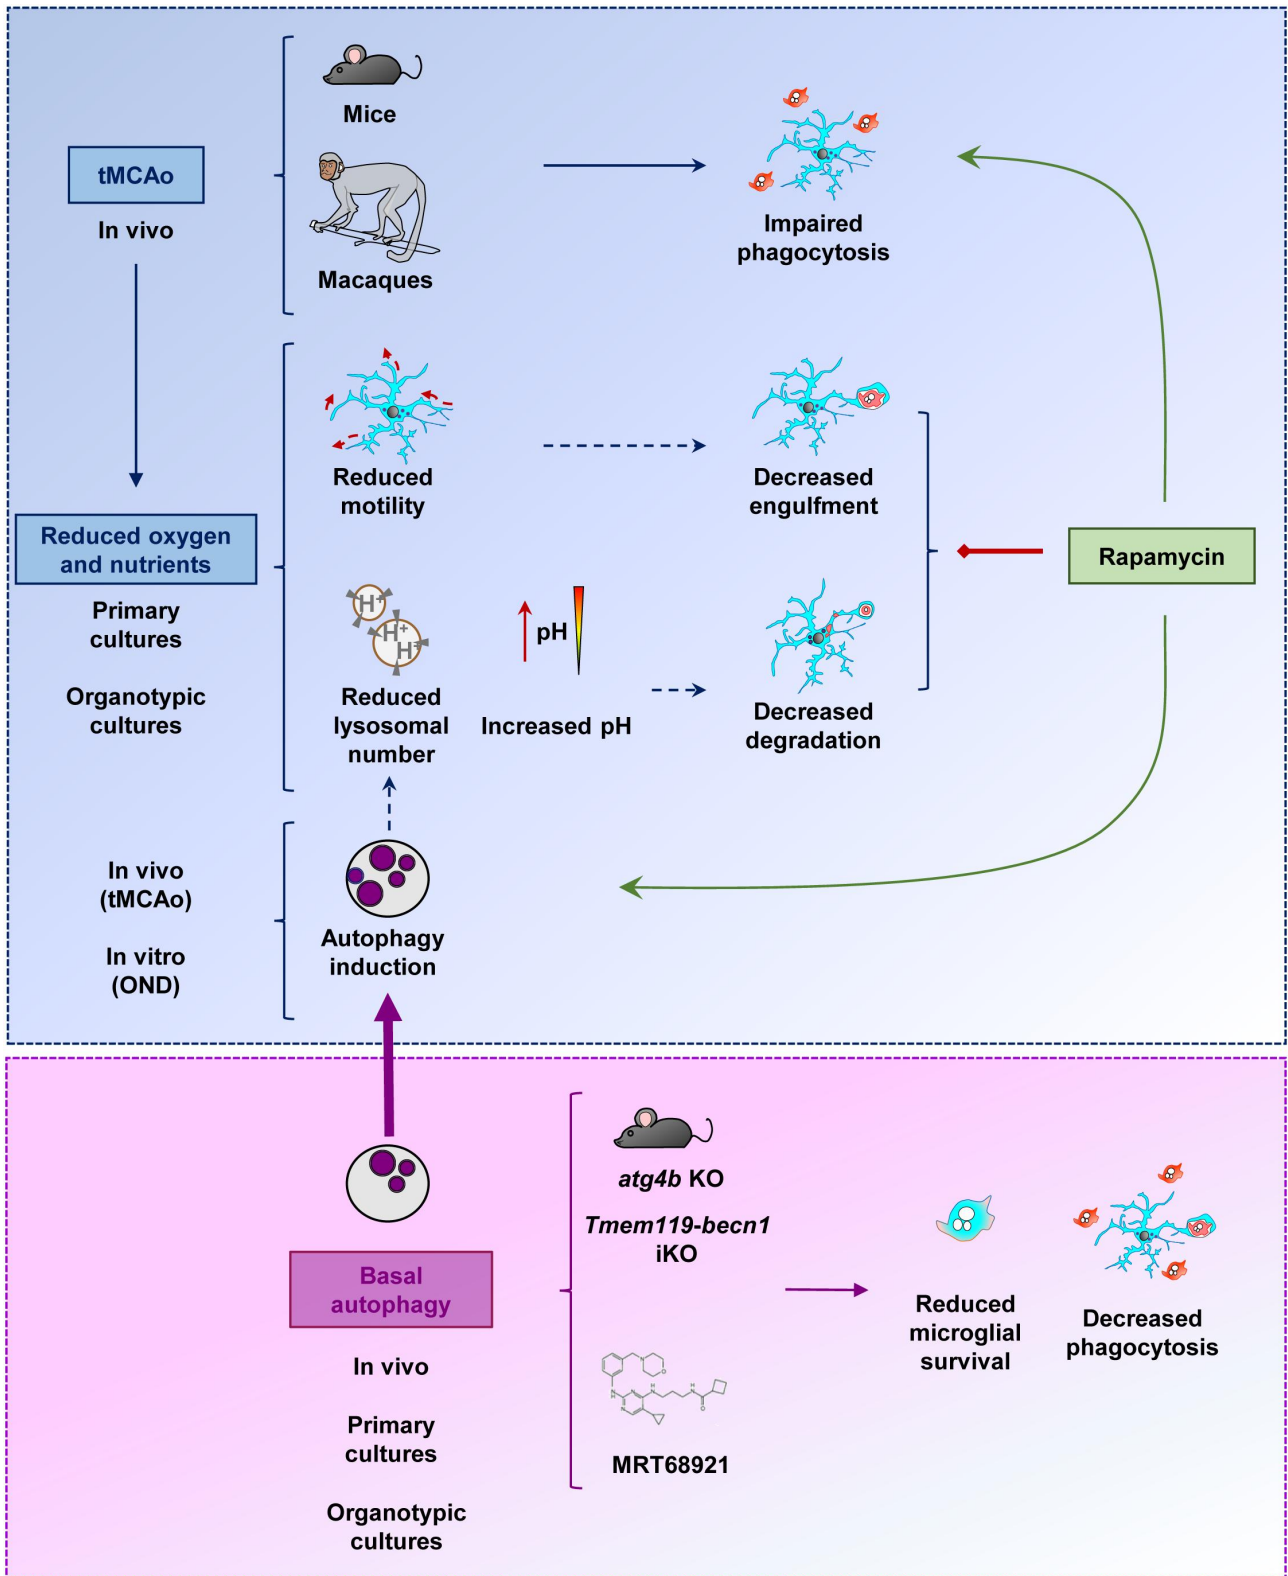 tMCAo
In vivo
Mice
Macaques
Impaired
phagocytosis
Reduced oxygen
and nutrients
Primary
cultures
Organotypic
cultures
Reduced
motility
Decreased
engulfment
H+
H+
H+
Reduced
lysosomal
number
pH
Increased pH
Decreased
degradation
Rapamycin
In vivo
(tMCAo)
In vitro
(OND)
Autophagy
induction
Basal
autophagy
In vivo
Primary
cultures
Organotypic
cultures
atg4b KO
Tmem119-becn1
iKO
N
O
N
H
N
N
H
N
H
N
O
MRT68921
Reduced
microglial
survival
Decreased
phagocytosis